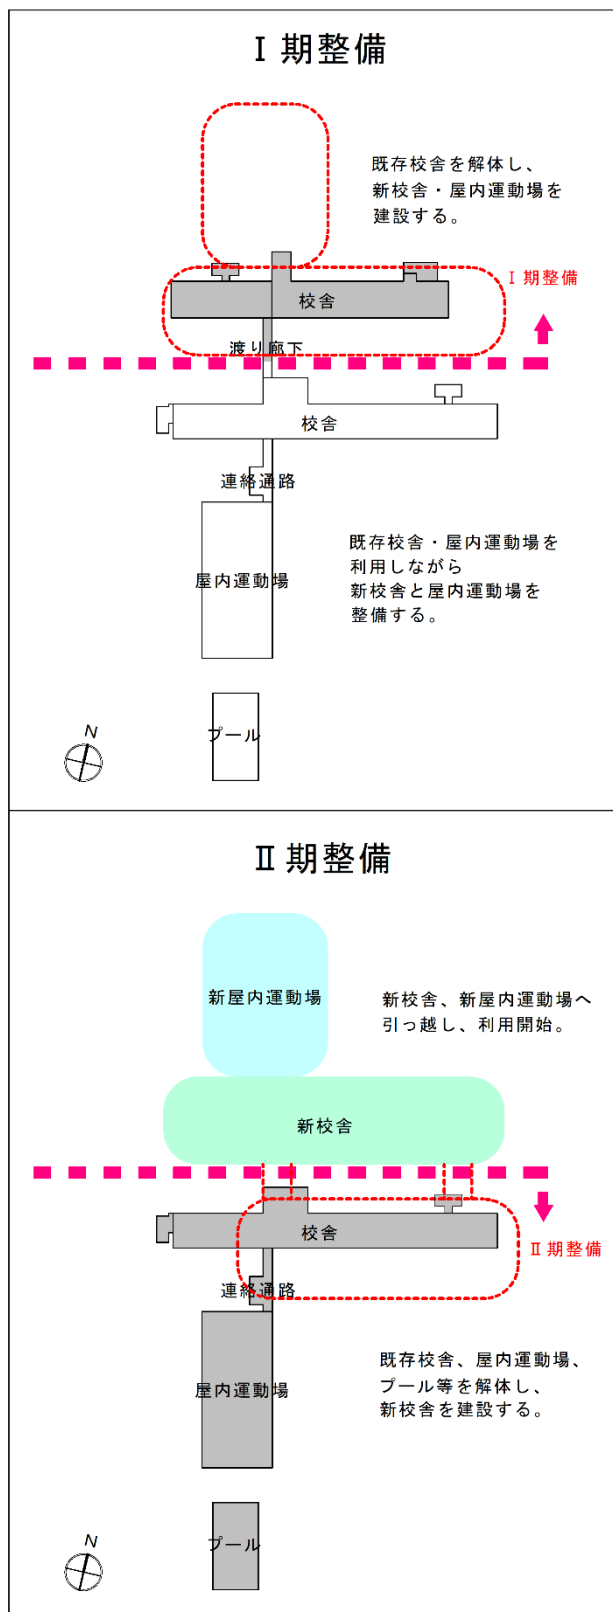 Ⅰ期整備
既存校舎を解体し、
新校舎・屋内運動場を
建設する。
Ⅰ期整備
校舎
渡り廊下
校舎
連絡通路
既存校舎・屋内運動場を
利用しながら
新校舎と屋内運動場を
整備する。
屋内運動場
プール
N
Ⅱ期整備
新屋内運動場
新校舎、新屋内運動場へ
引っ越し、利用開始。
新校舎
校舎
Ⅱ期整備
連絡通路
既存校舎、屋内運動場、
プール等を解体し、
新校舎を建設する。
屋内運動場
プール
N